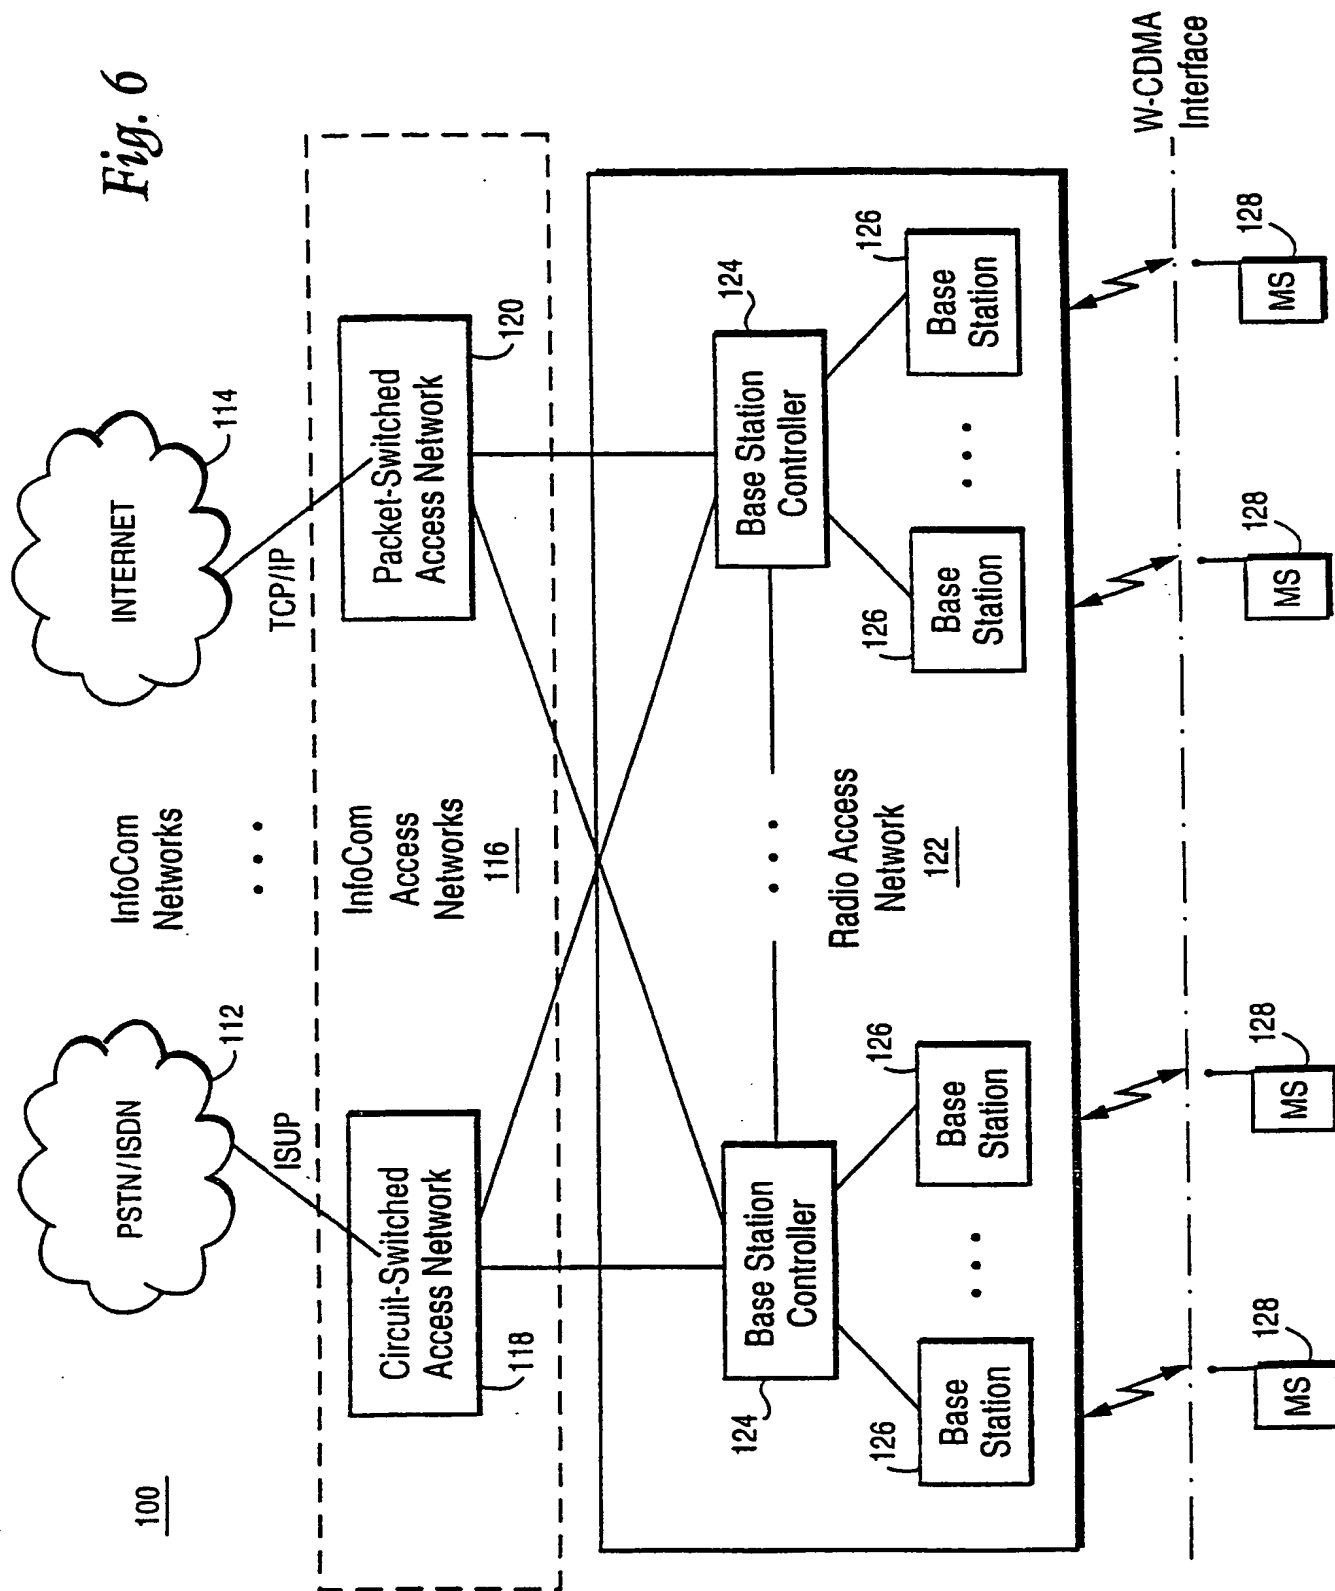 Fig. 6
100
InfoCom
Networks
PSTN/ISDN
112
INTERNET
114
ISUP
TCP/IP
InfoCom
Access
Networks
116
Circuit-Switched
Access Network
118
Packet-Switched
Access Network
120
Base Station
Controller
124
Base Station
Controller
124
Radio Access
Network
122
Base
Station
126
Base
Station
126
Base
Station
126
Base
Station
126
W-CDMA
Interface
MS
128
MS
128
MS
128
MS
128